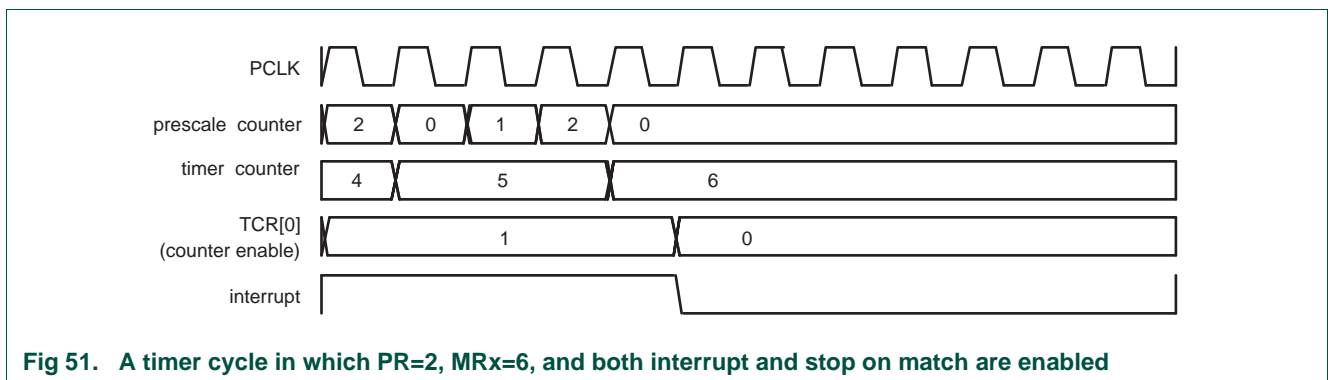 PCLK
prescale counter 2 0 1 2 0
timer counter 4 5 6
TCR[0]
(counter enable) 1 0
interrupt
Fig 51. A timer cycle in which PR=2, MRx=6, and both interrupt and stop on match are enabled